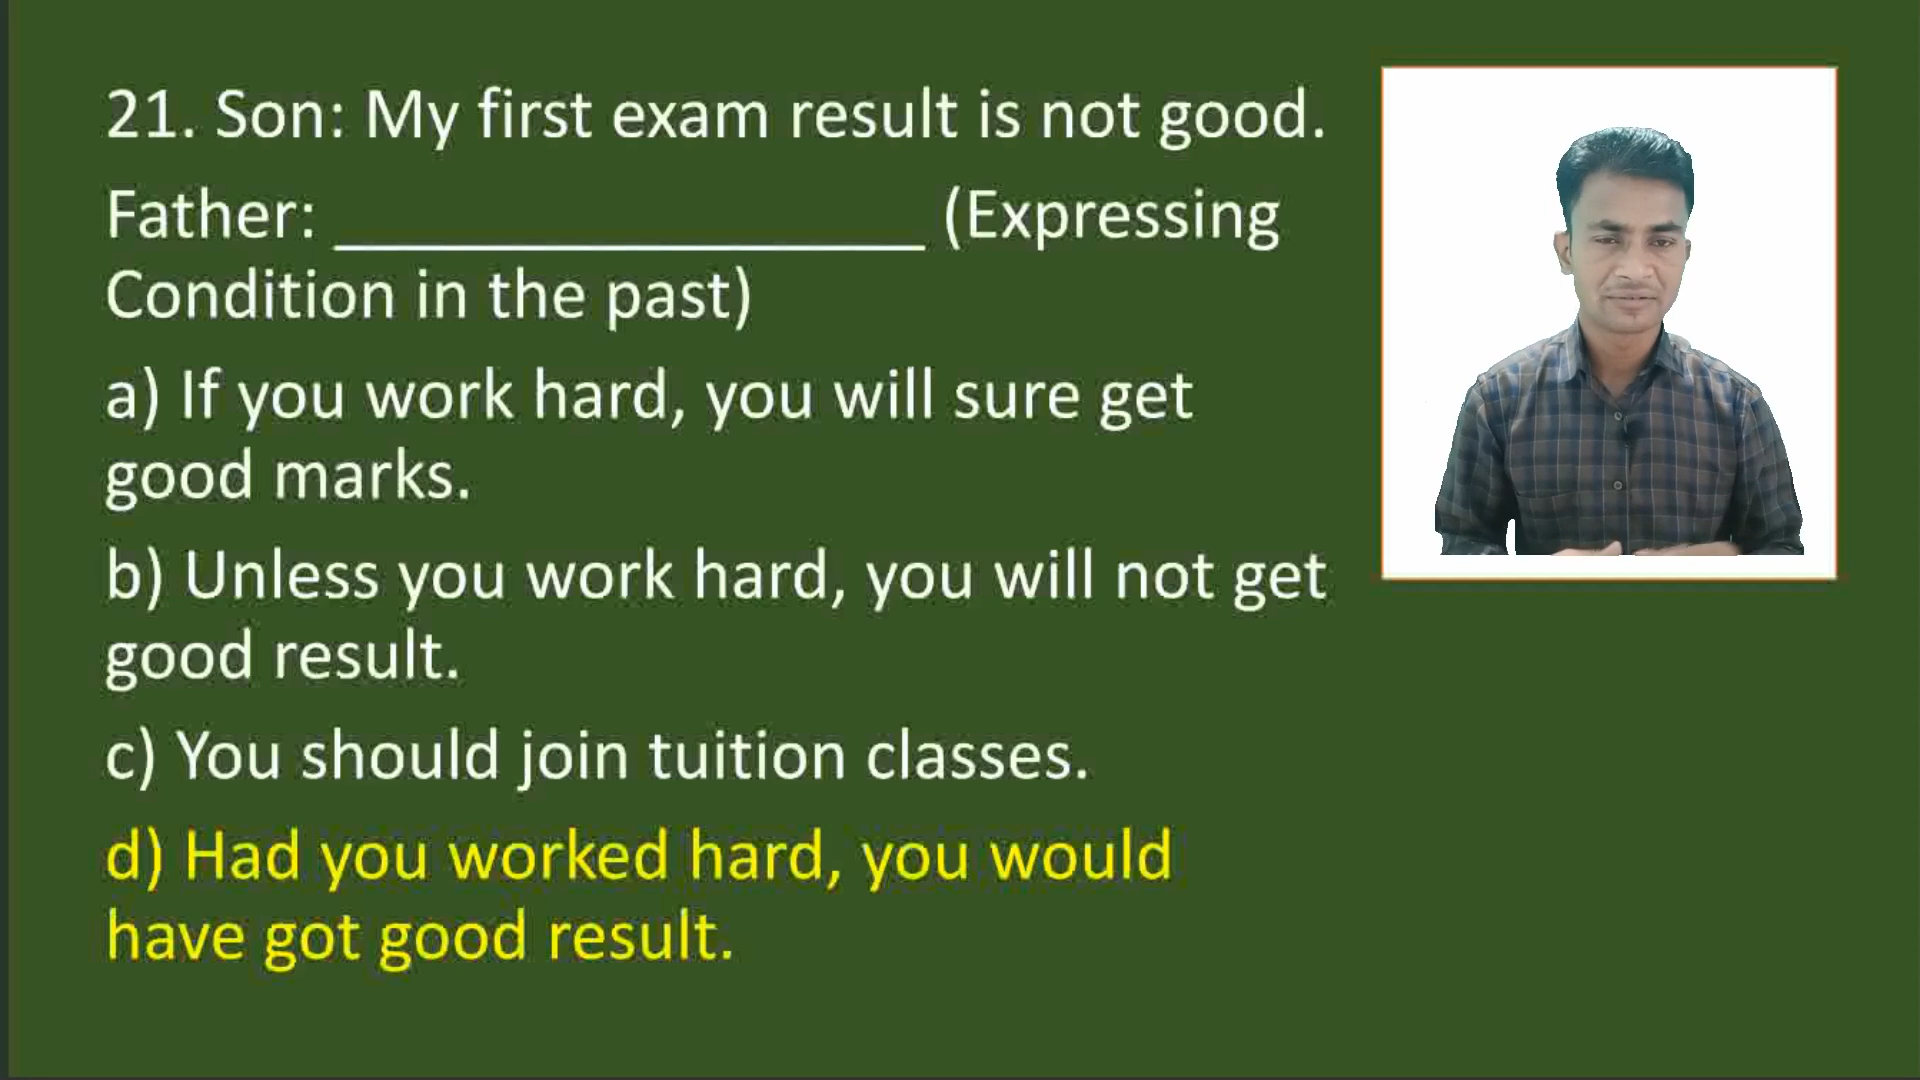 21. Son: My first exam result is not good.
Father: _________________ (Expressing
Condition in the past)
a) If you work hard, you will sure get
good marks.
b) Unless you work hard, you will not get
good result.
c) You should join tuition classes.
d) Had you worked hard, you would
have got good result.